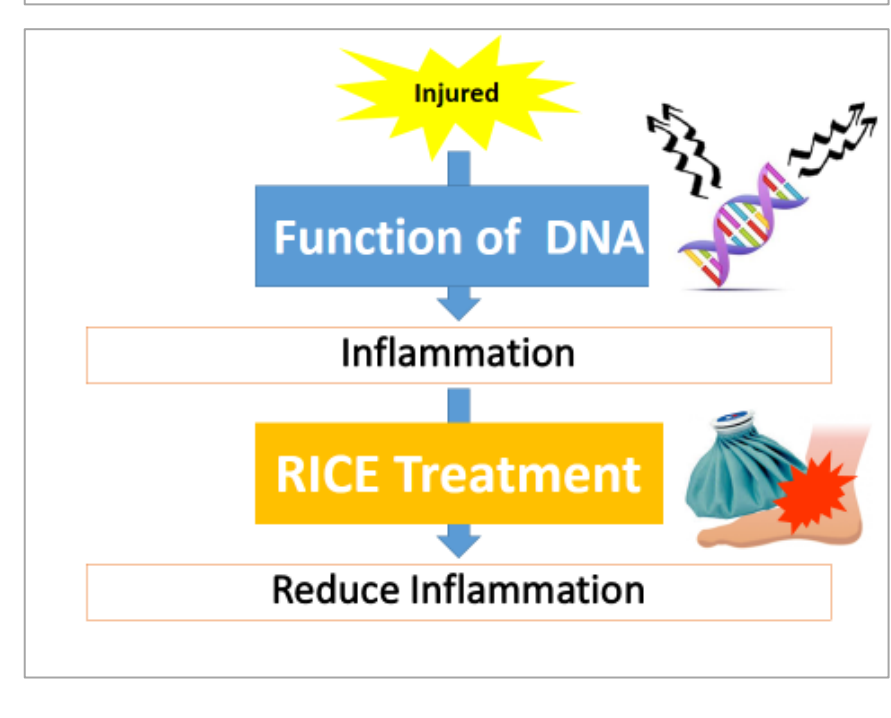 Injured
Function of DNA
Inflammation
RICE Treatment
Reduce Inflammation